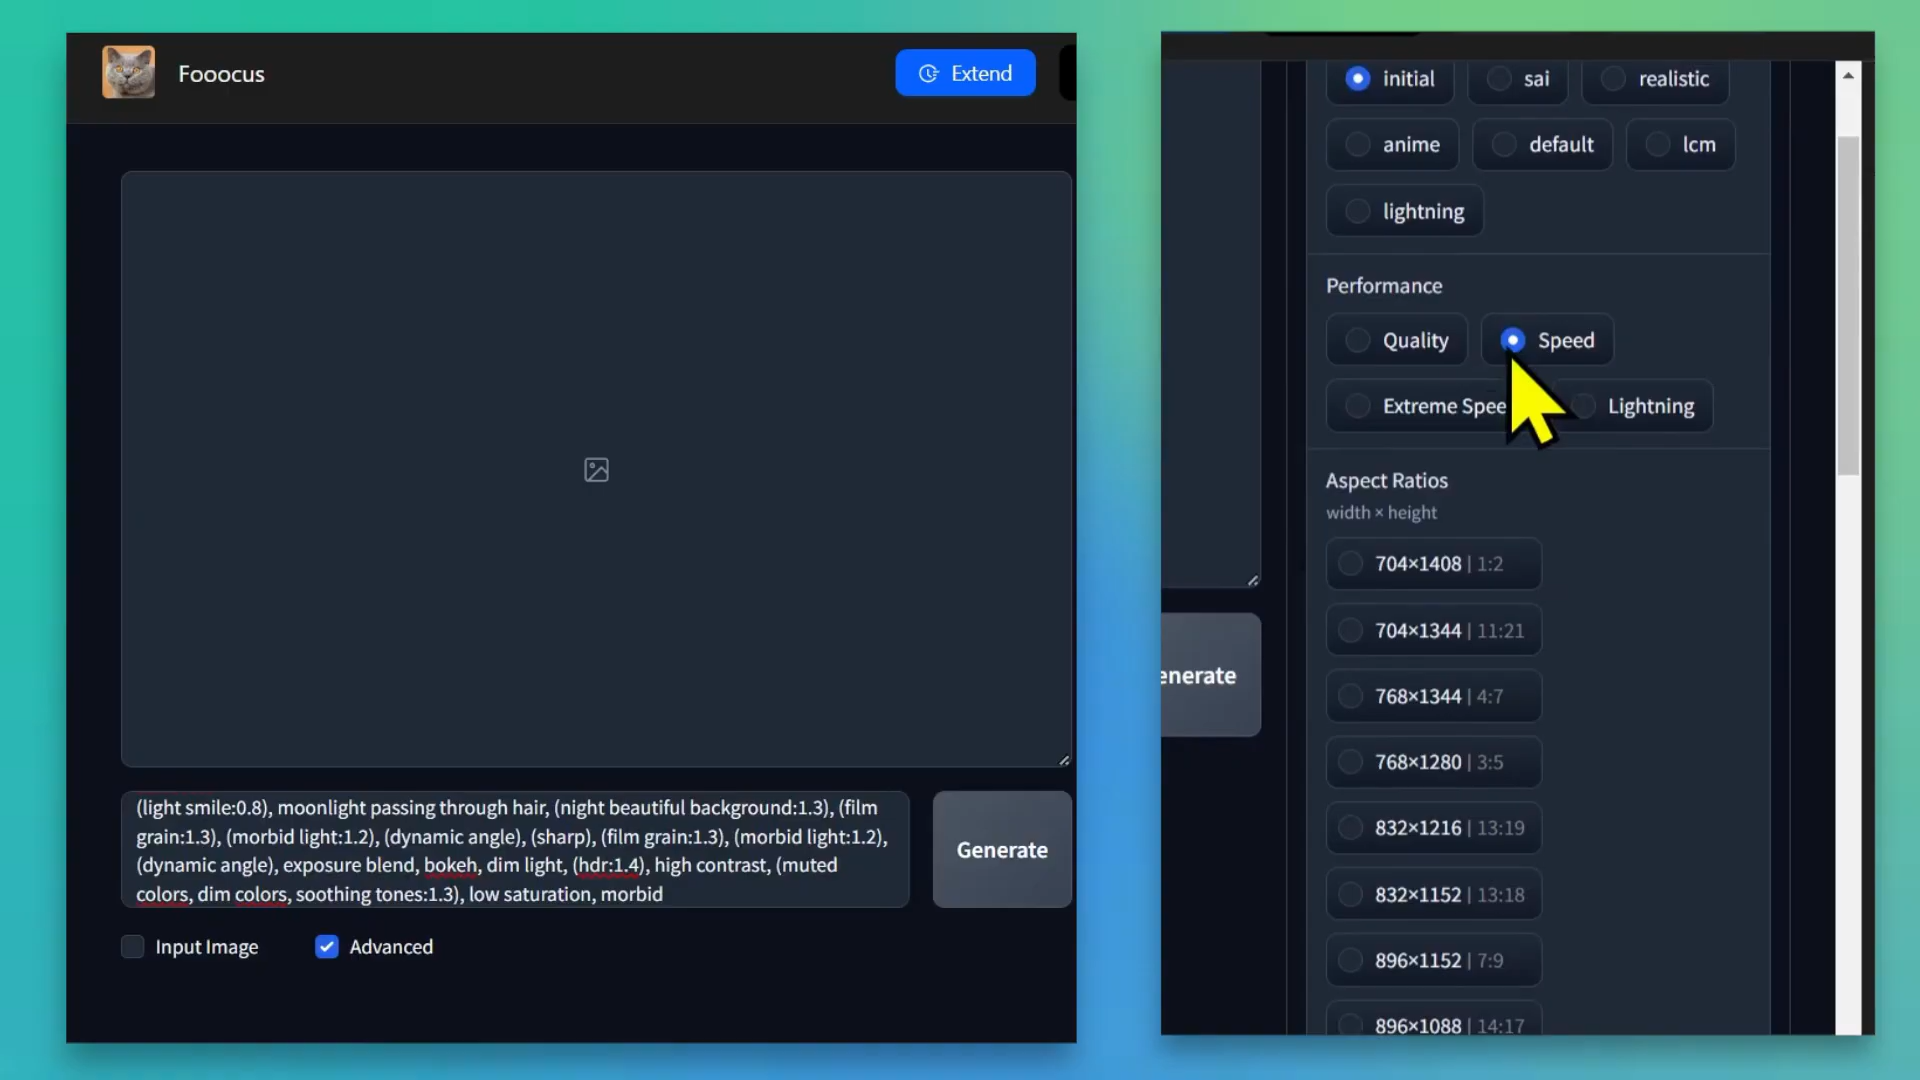 Fooocus
Extend
(light smile:0.8), moonlight passing through hair, (night beautiful background:1.3), (film
grain:1.3), (morbid light:1.2), (dynamic angle), (sharp), (film grain:1.3), (morbid light:1.2),
(dynamic angle), exposure blend, bokeh, dim light, (hdr:1.4), high contrast, (muted
colors, dim colors, soothing tones:1.3), low saturation, morbid
Generate
Input Image
Advanced
initial
sai
realistic
anime
default
lcm
lightning
Performance
Quality
Speed
Extreme Spee
Lightning
Aspect Ratios
width × height
704×1408 | 1:2
704×1344 | 11:21
768×1344 | 4:7
768×1280 | 3:5
832×1216 | 13:19
832×1152 | 13:18
896×1152 | 7:9
896×1088 | 14:17
enerate